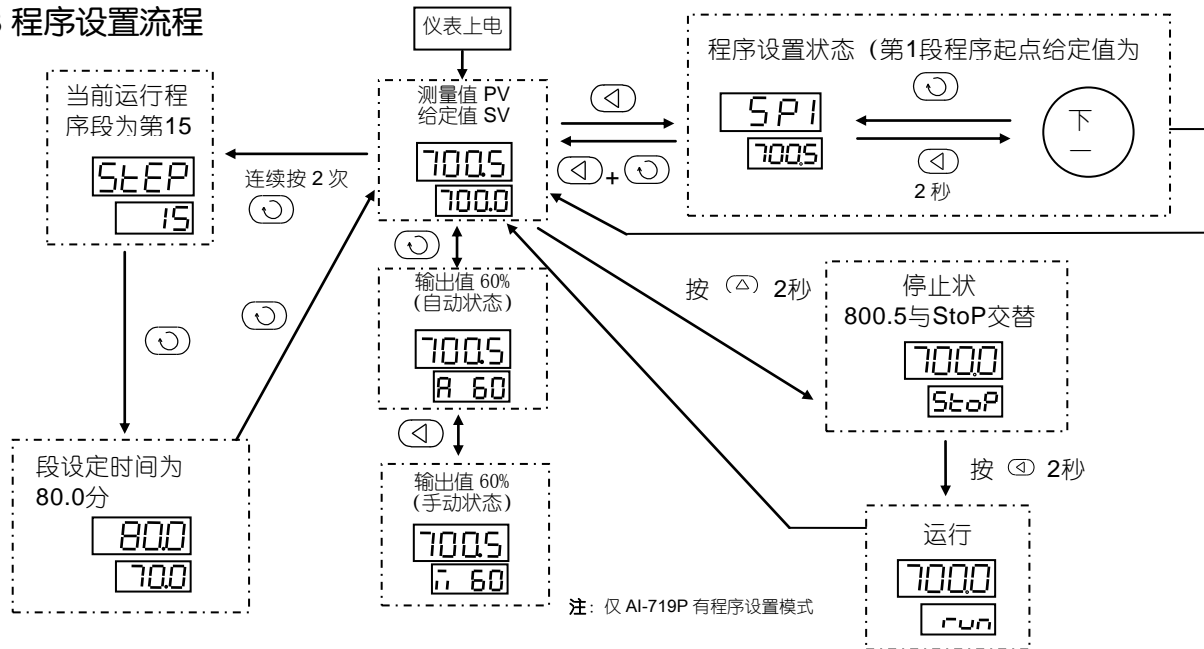 程序设置流程
仪表上电
测量值 PV
给定值 SV
700.5
700.0
程序设置状态（第1段程序起点给定值为
SP1
700.5
2 秒
下
一
+
当前运行程
序段为第15
StEP
15
连续按 2 次
段设定时间为
80.0分
80.0
70.0
输出值 60%
（自动状态）
700.5
A 60
输出值 60%
（手动状态）
700.5
60
按 2秒
停止状
800.5与StoP交替
700.0
StoP
按 2秒
运行
700.0
run
注：仅 AI-719P 有程序设置模式